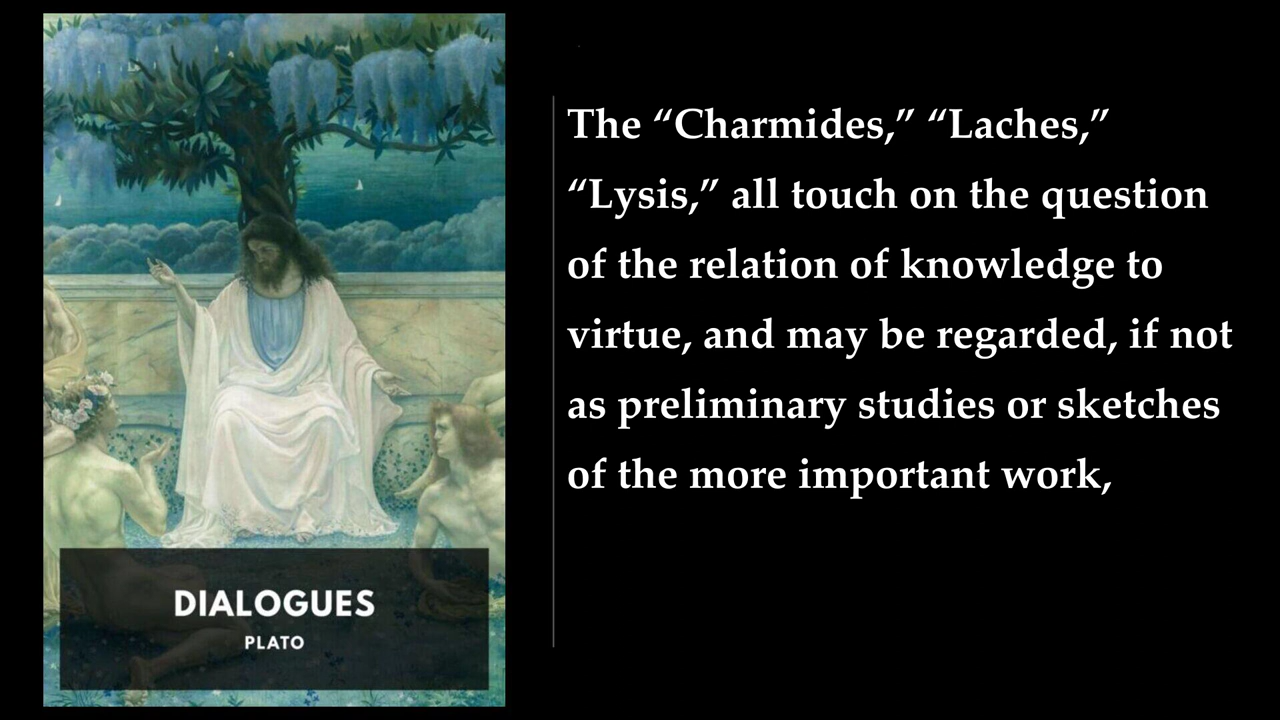 The “Charmides,” “Laches,”
“Lysis,” all touch on the question
of the relation of knowledge to
virtue, and may be regarded, if not
as preliminary studies or sketches
of the more important work,
DIALOGUES
PLATO